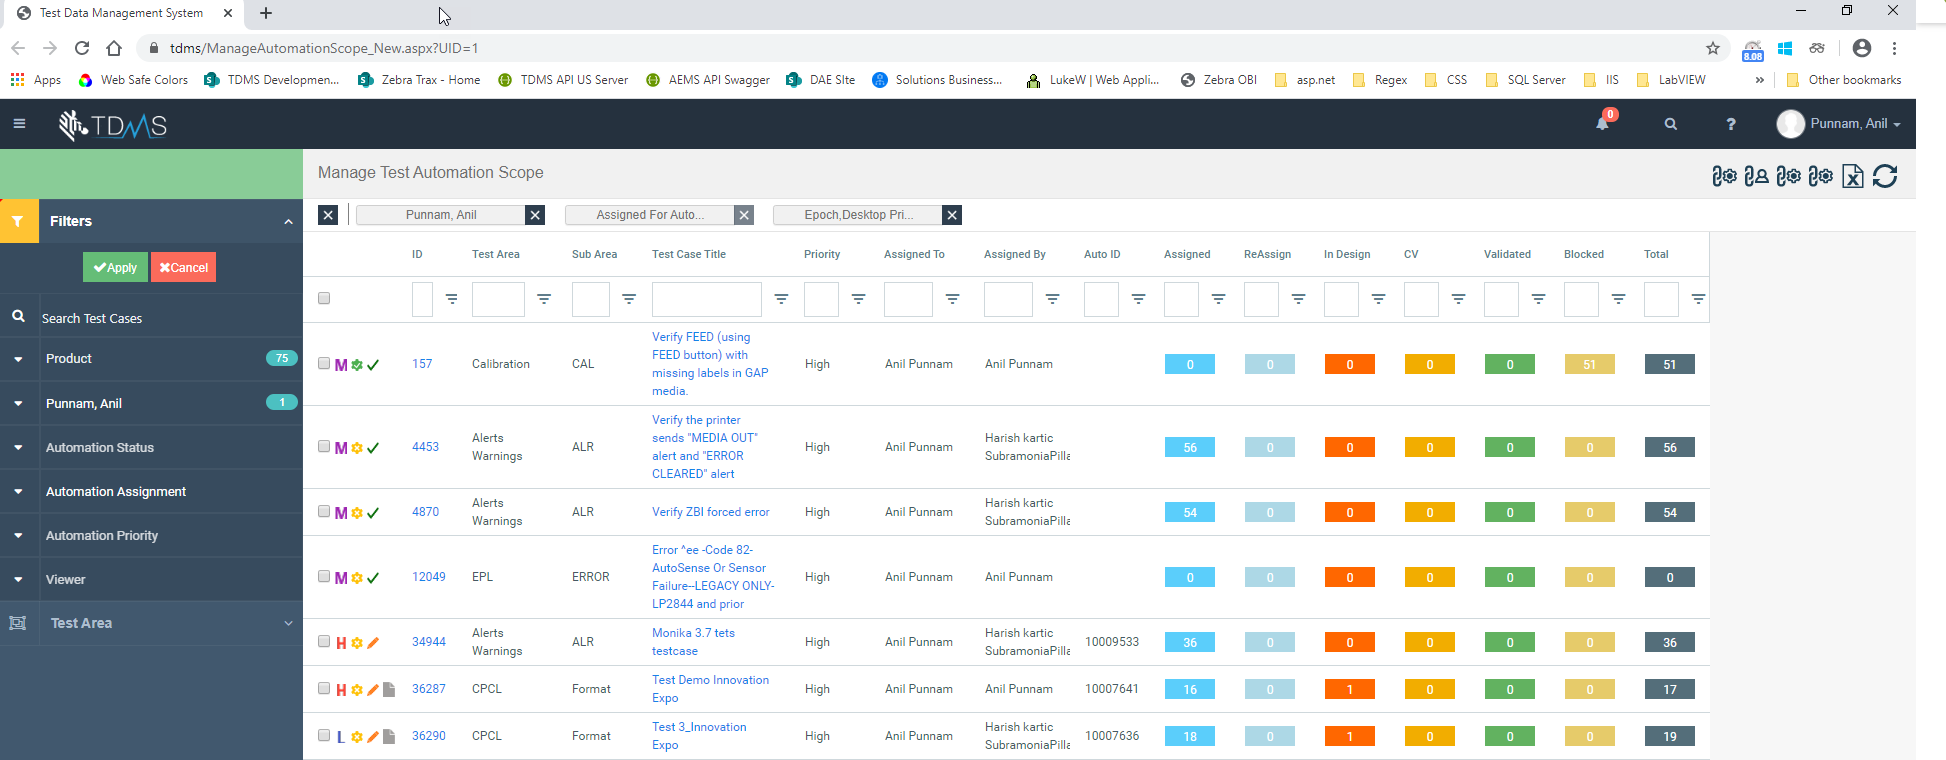 Test Data Management System
tdms/ManageAutomationScope_New.aspx?UID=1
8.08
Apps Web Safe Colors TDMS Developmen... Zebra Trax - Home TDMS API US Server AEMS API Swagger DAE SIte Solutions Business... LukeW | Web Appli... Zebra OBI asp.net Regex CSS SQL Server IIS LabVIEW » Other bookmarks
TDMS 0 ? Punnam, Anil
Manage Test Automation Scope
Filters
Apply Cancel
Search Test Cases
Product 75
Punnam, Anil 1
Automation Status
Automation Assignment
Automation Priority
Viewer
Test Area
Punnam, Anil Assigned For Auto... Epoch,Desktop Pri...
ID Test Area Sub Area Test Case Title Priority Assigned To Assigned By Auto ID Assigned ReAssign In Design CV Validated Blocked Total
Verify FEED (using
FEED button) with
M 157 Calibration CAL High Anil Punnam Anil Punnam 0 0 0 0 0 51 51
missing labels in GAP
media.
Verify the printer
Alerts sends "MEDIA OUT" Harish kartic
M 4453 ALR High Anil Punnam 56 0 0 0 0 0 56
Warnings alert and "ERROR SubramoniaPilla
CLEARED" alert
Alerts Harish kartic
M 4870 ALR Verify ZBI forced error High Anil Punnam 54 0 0 0 0 0 54
Warnings SubramoniaPilla
Error ^ee -Code 82-
AutoSense Or Sensor
M 12049 EPL ERROR High Anil Punnam Anil Punnam 0 0 0 0 0 0 0
Failure--LEGACY ONLY-
LP2844 and prior
Alerts Monika 3.7 tets Harish kartic
H 34944 ALR High Anil Punnam 10009533 36 0 0 0 0 0 36
Warnings testcase SubramoniaPilla
Test Demo Innovation
H 36287 CPCL Format High Anil Punnam Anil Punnam 10007641 16 0 1 0 0 0 17
Expo
Test 3_Innovation Harish kartic
L 36290 CPCL Format High Anil Punnam 10007636 18 0 1 0 0 0 19
Expo SubramoniaPilla